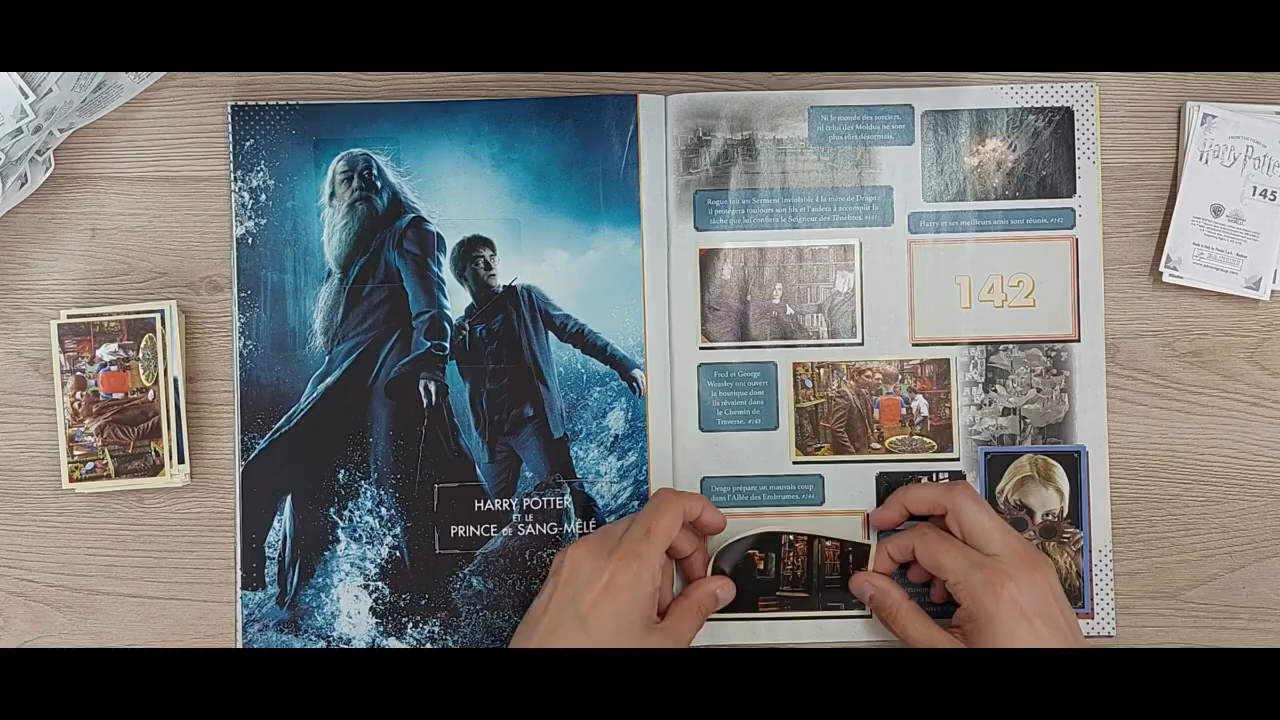 HARRY POTTER
ET LE
PRINCE DE SANG-MÊLÉ
Ni le monde des sorciers,
ni celui des Moldus ne sont
plus sûrs désormais.
Rogue fait un Serment Inviolable à la mère de Drago :
il protégera toujours son fils et l'aidera à accomplir la
tâche que lui confiera le Seigneur des Ténèbres. #141
Harry et ses meilleurs amis sont réunis. #142
142
Fred et George
Weasley ont ouvert
la boutique dont
ils rêvaient dans
le Chemin de
Traverse. #143
Drago prépare un mauvais coup
dans l'Allée des Embrumes. #144
Harry Potter
145